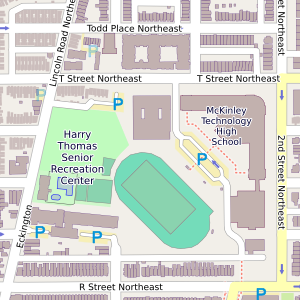 Todd Place Northeast
Lincoln Road Northeast
T Street Northeast
T Street Northeast
P
McKinley
Technology
High
School
Harry
Thomas
Senior
Recreation
Center
P
2nd Street Northeast
Eckington
P
P
R Street Northeast
P